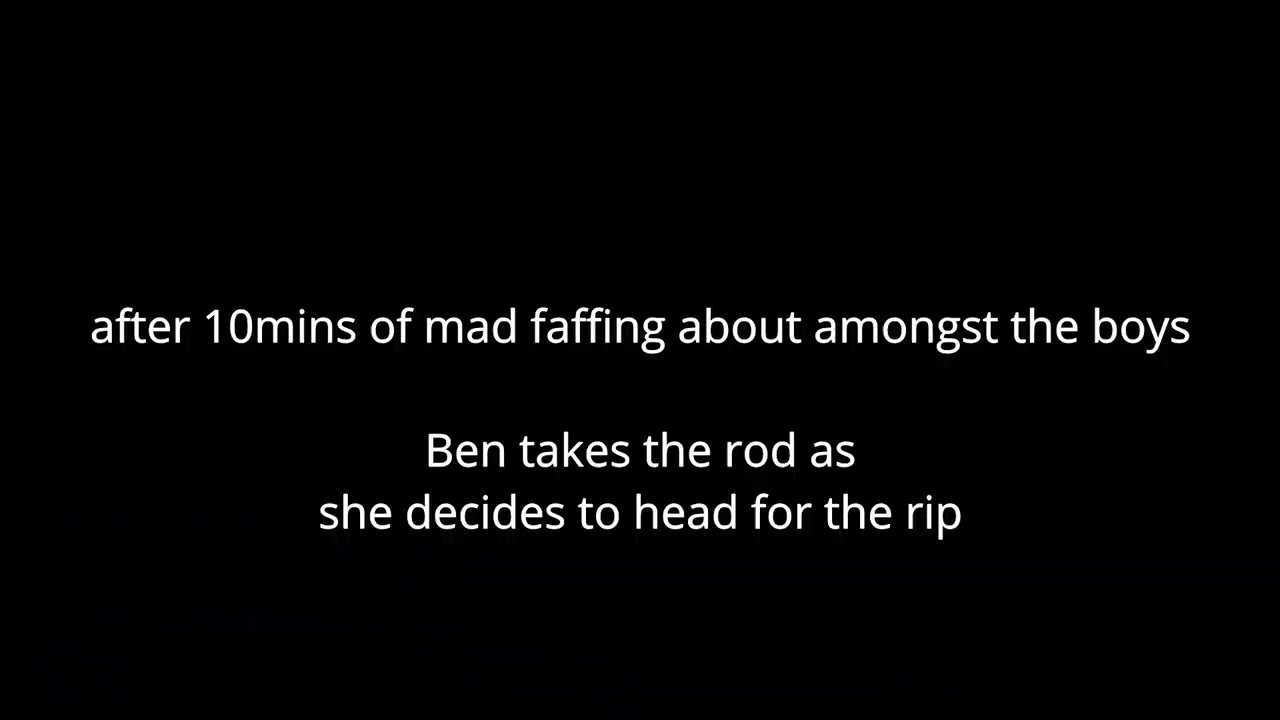 after 10mins of mad faffing about amongst the boys
Ben takes the rod as
she decides to head for the rip